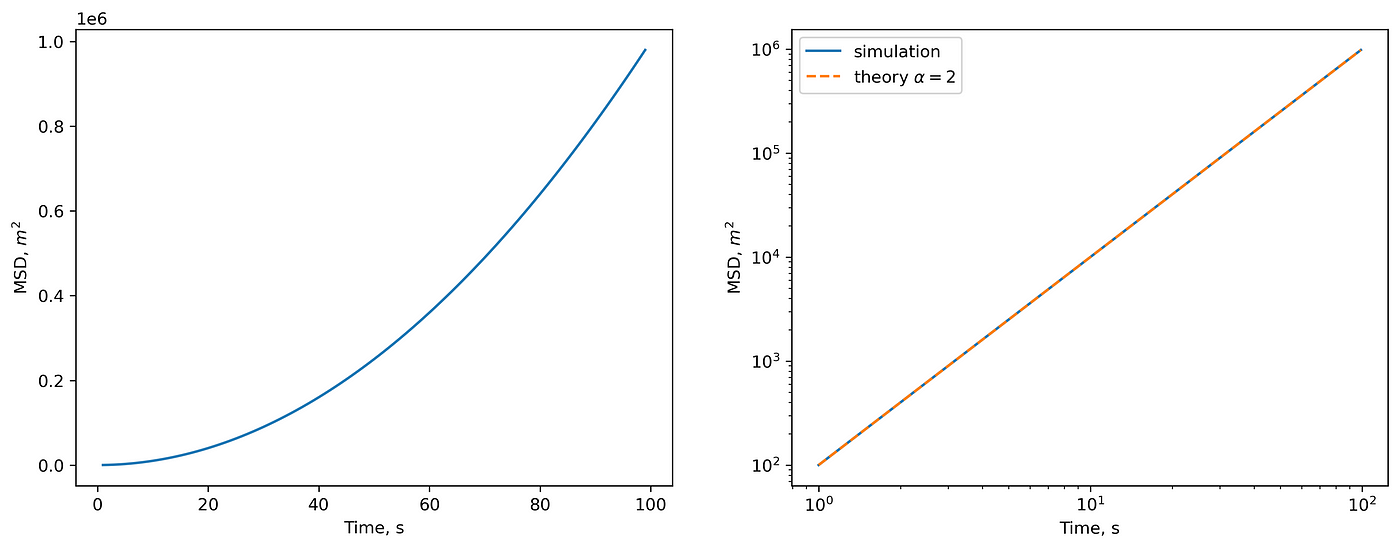 1e6
1.0
0.8
0.6
0.4
0.2
0.0
MSD, m²
0 20 40 60 80 100
Time, s
10⁶
10⁵
10⁴
10³
10²
MSD, m²
10⁰ 10¹ 10²
Time, s
simulation
theory α = 2